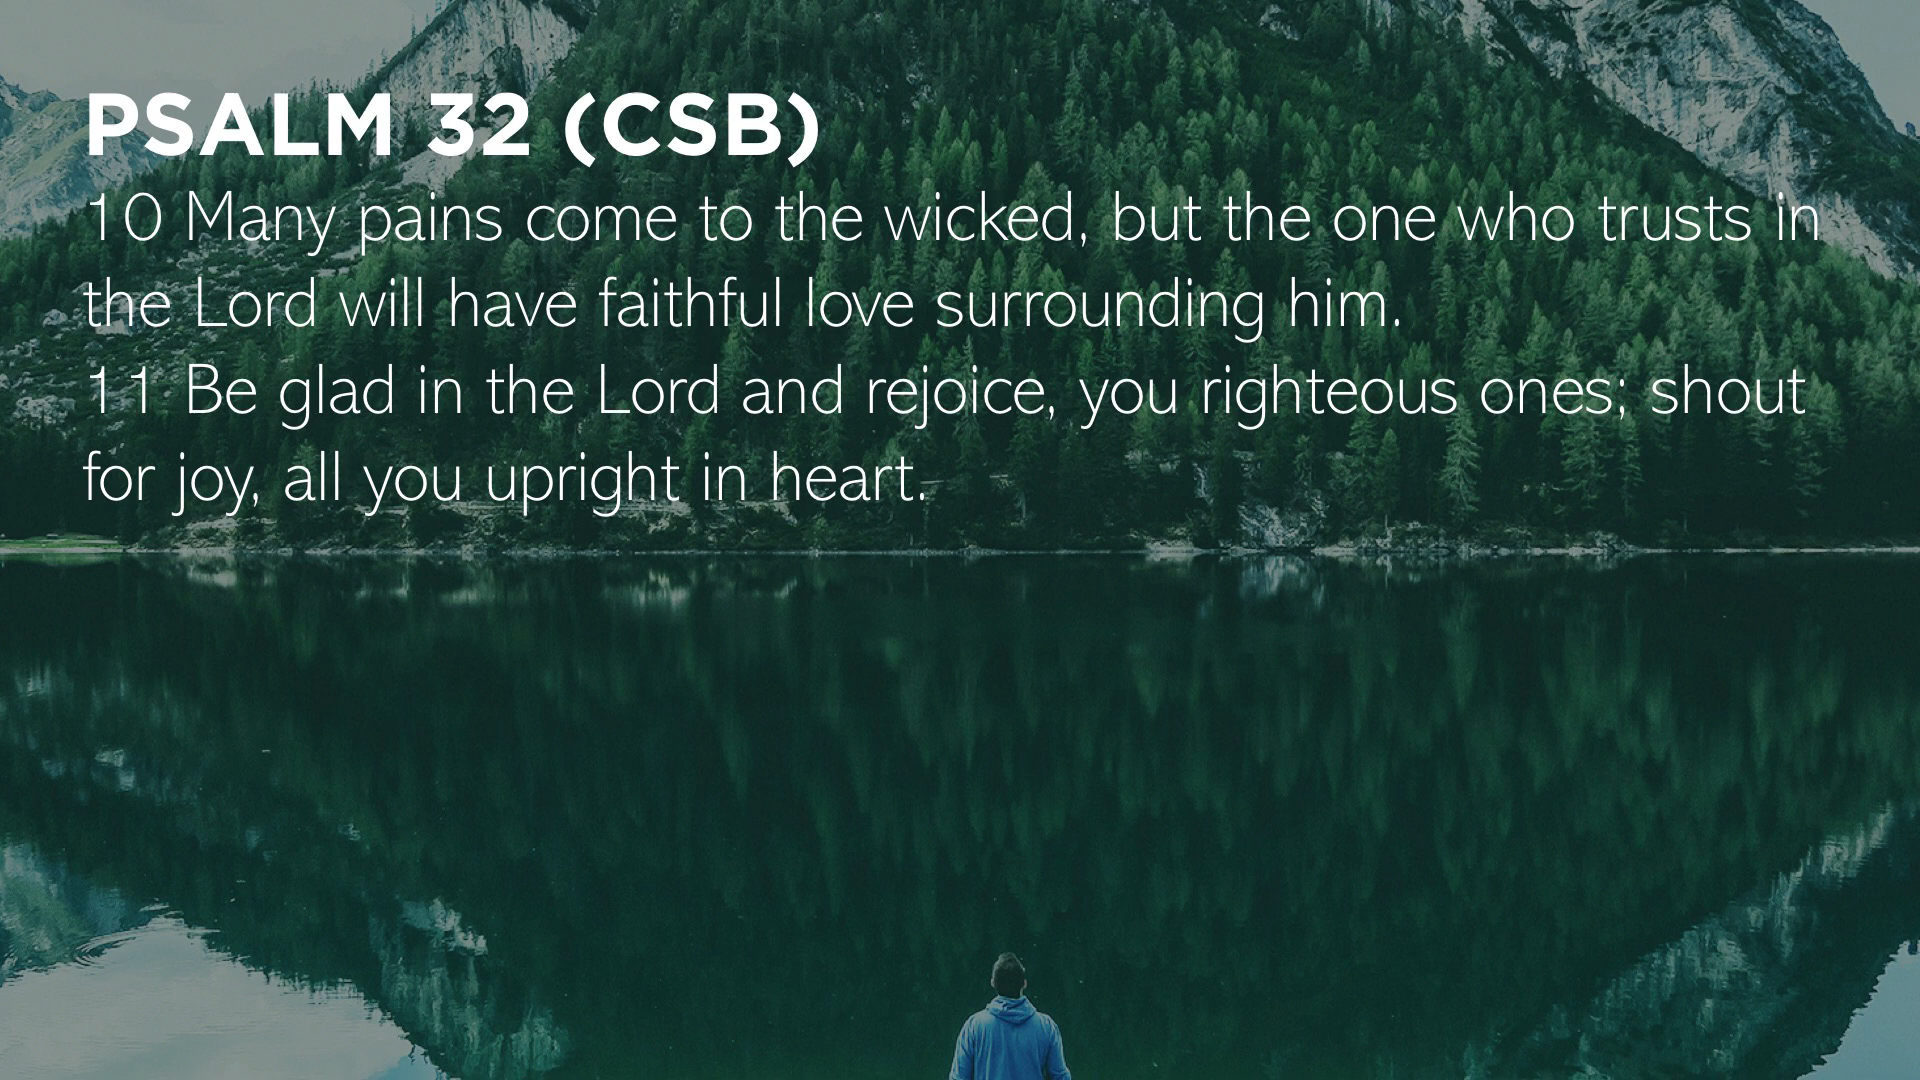 PSALM 32 (CSB)
10 Many pains come to the wicked, but the one who trusts in
the Lord will have faithful love surrounding him.
11 Be glad in the Lord and rejoice, you righteous ones; shout
for joy, all you upright in heart.